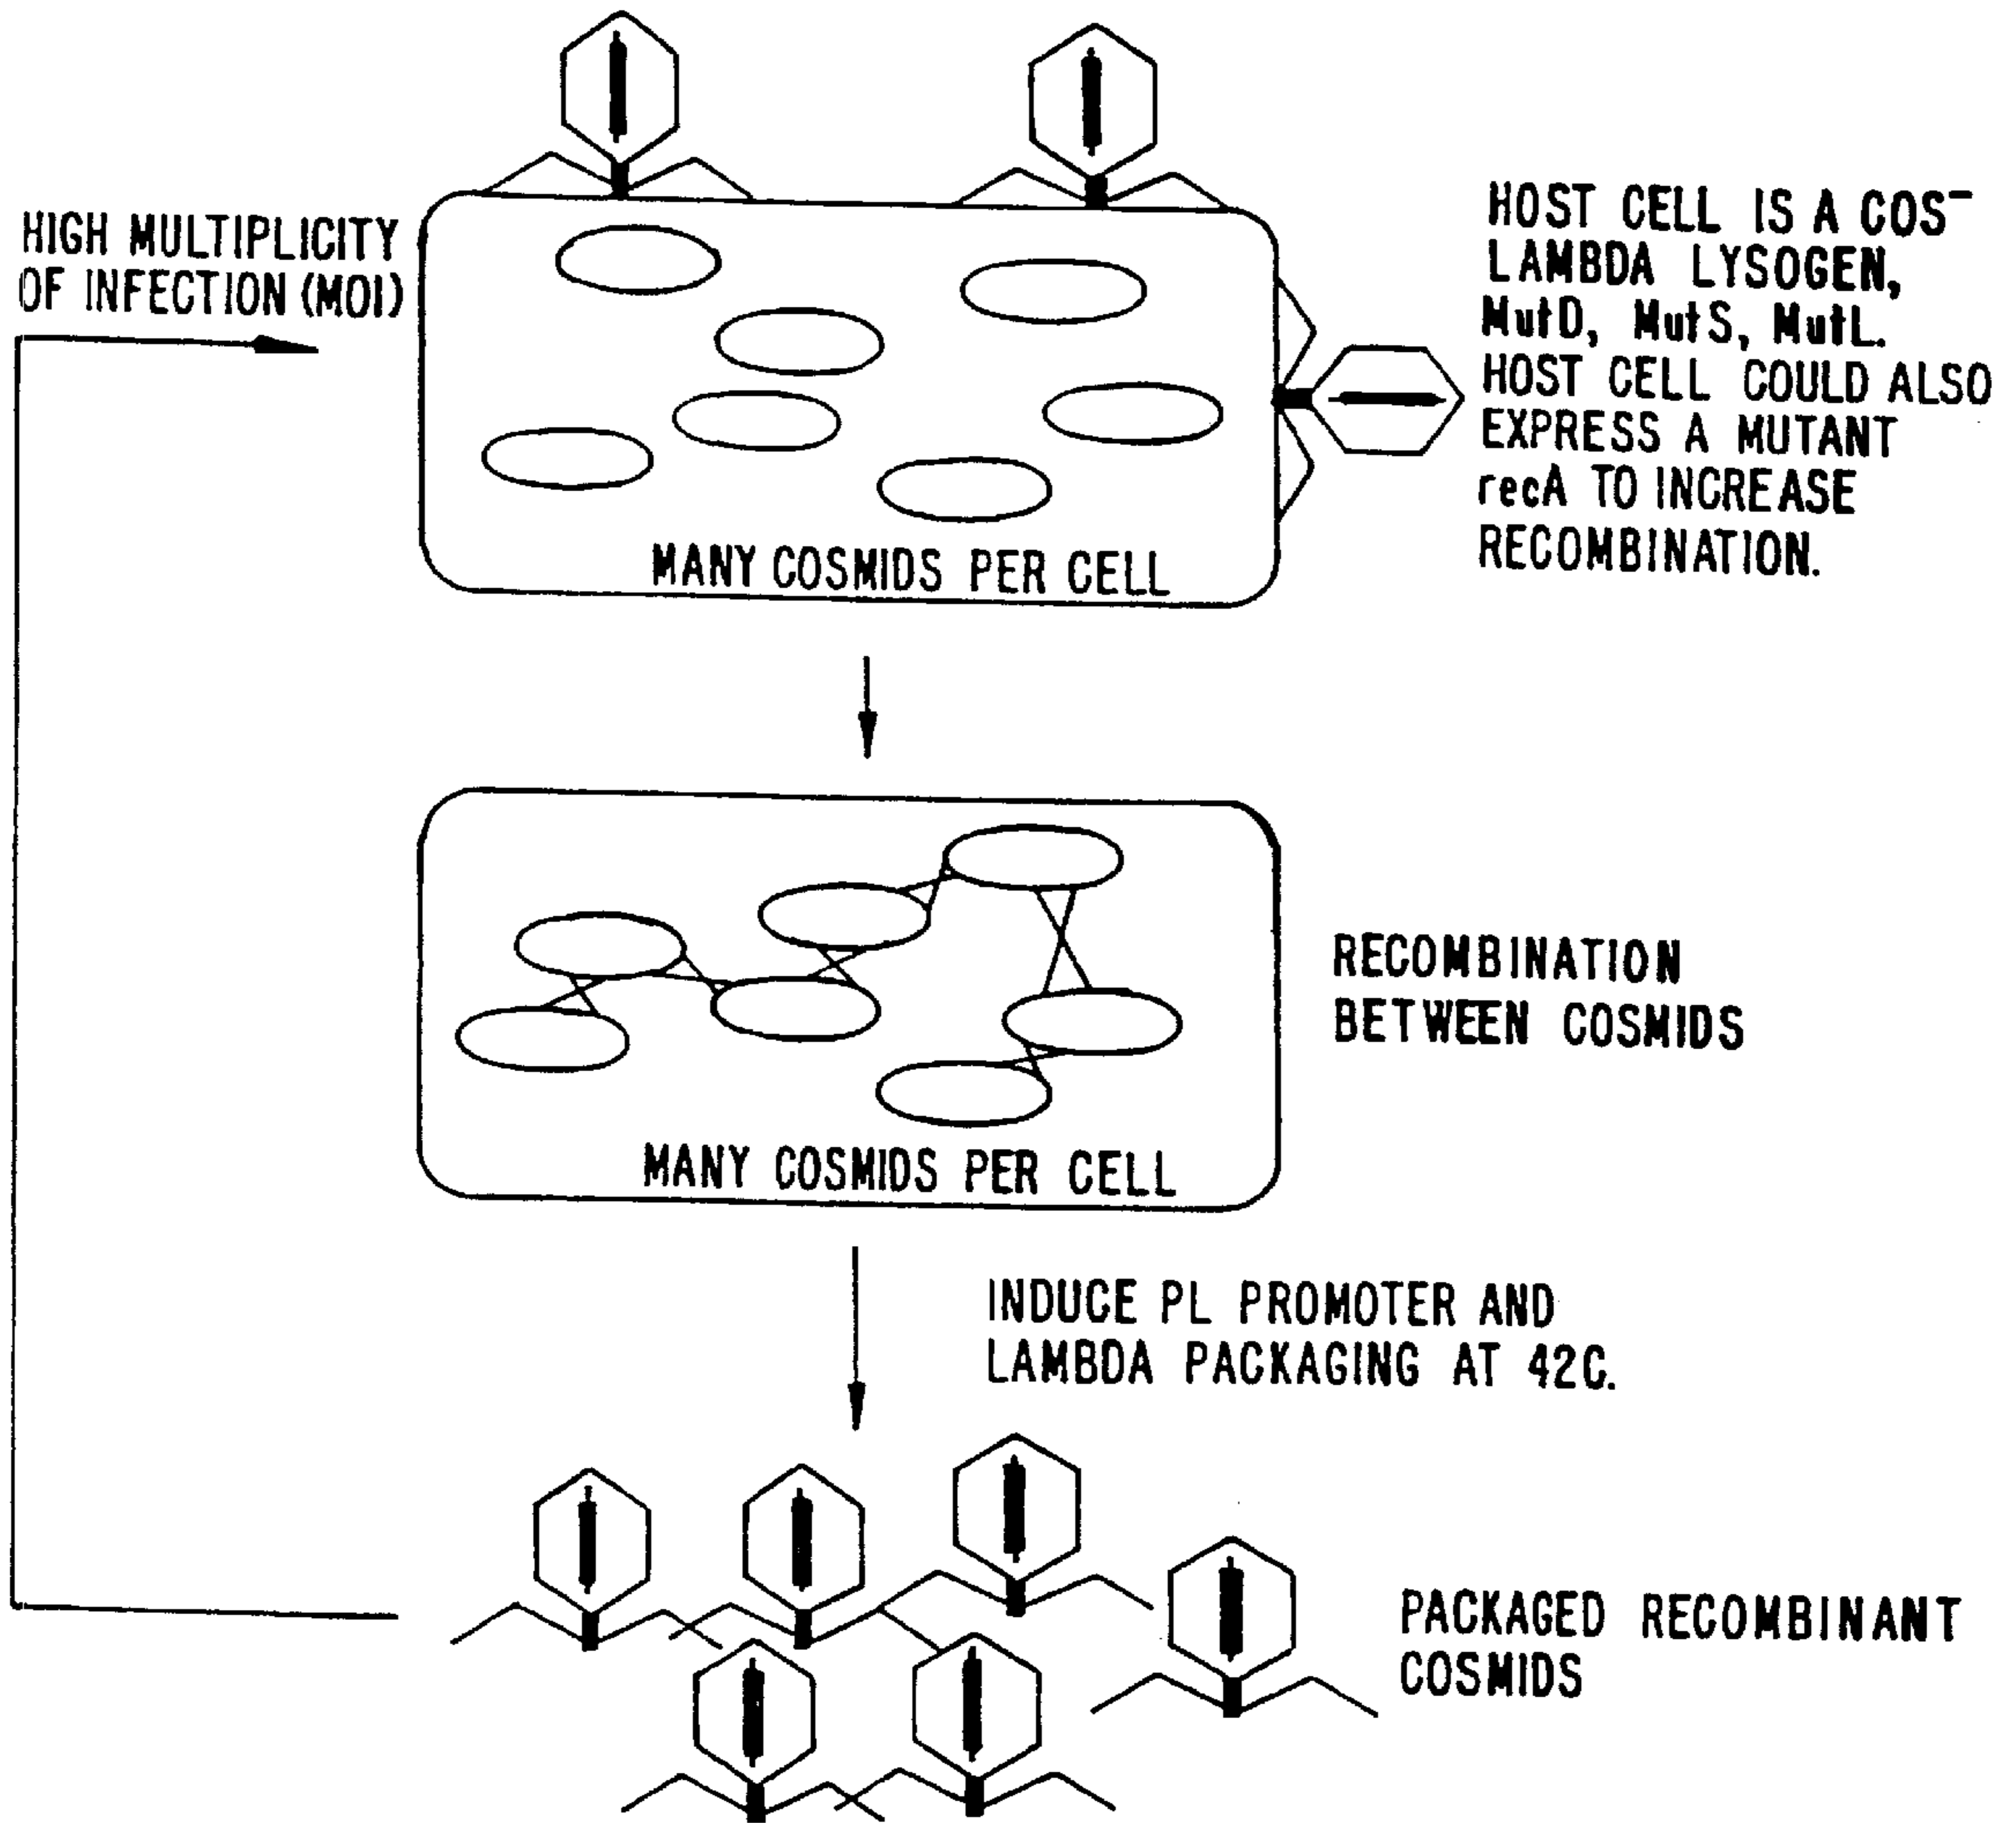 HIGH MULTIPLICITY
OF INFECTION (MOI)
HOST CELL IS A COS⁻
LAMBDA LYSOGEN,
MutD, MutS, MutL.
HOST CELL COULD ALSO
EXPRESS A MUTANT
recA TO INCREASE
RECOMBINATION.
MANY COSMIDS PER CELL
RECOMBINATION
BETWEEN COSMIDS
MANY COSMIDS PER CELL
INDUCE PL PROMOTER AND
LAMBDA PACKAGING AT 42C.
PACKAGED RECOMBINANT
COSMIDS